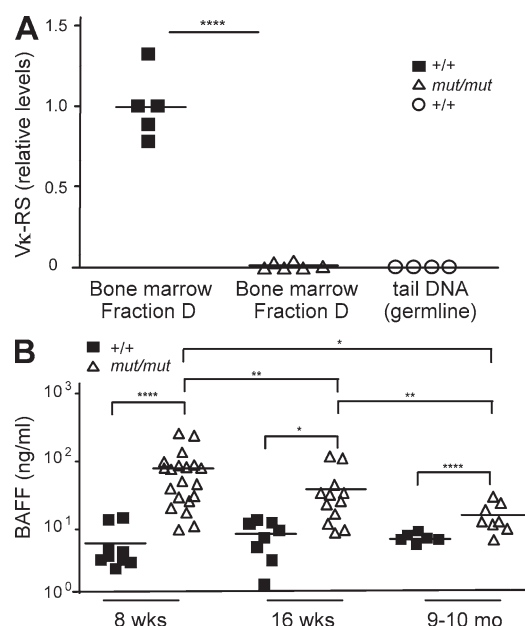 A
1.5
****
+/+
mut/mut
+/+
1.0
0.5
0
Vκ-RS (relative levels)
Bone marrow Fraction D
Bone marrow Fraction D
tail DNA (germline)
B
+/+
mut/mut
*
**
**
****
*
****
10³
10²
10¹
10⁰
BAFF (ng/ml)
8 wks
16 wks
9-10 mo